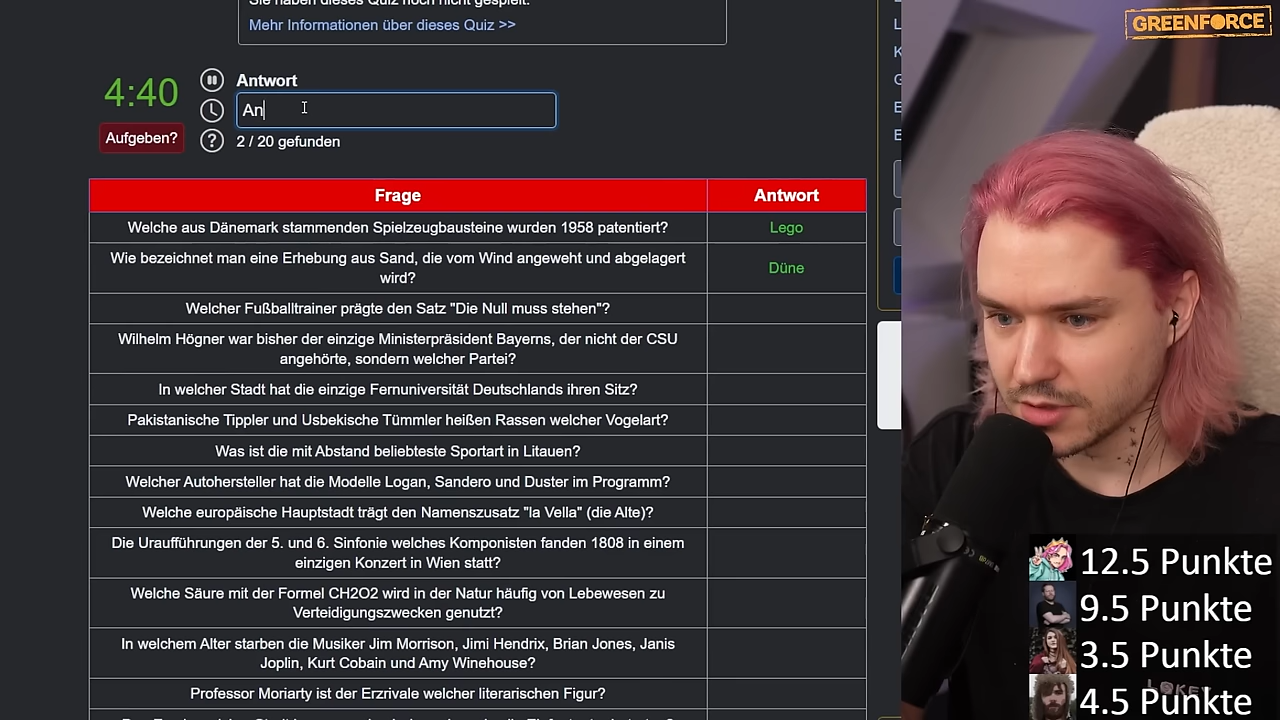 Sie haben dieses Quiz noch nicht gespielt.
Mehr Informationen über dieses Quiz >>
GREENFORCE
4:40
Antwort
An
Aufgeben?
2 / 20 gefunden
Frage
Antwort
Welche aus Dänemark stammenden Spielzeugbausteine wurden 1958 patentiert?
Lego
Wie bezeichnet man eine Erhebung aus Sand, die vom Wind angeweht und abgelagert
wird?
Düne
Welcher Fußballtrainer prägte den Satz "Die Null muss stehen"?
Wilhelm Högner war bisher der einzige Ministerpräsident Bayerns, der nicht der CSU
angehörte, sondern welcher Partei?
In welcher Stadt hat die einzige Fernuniversität Deutschlands ihren Sitz?
Pakistanische Tippler und Usbekische Tümmler heißen Rassen welcher Vogelart?
Was ist die mit Abstand beliebteste Sportart in Litauen?
Welcher Autohersteller hat die Modelle Logan, Sandero und Duster im Programm?
Welche europäische Hauptstadt trägt den Namenszusatz "la Vella" (die Alte)?
Die Uraufführungen der 5. und 6. Sinfonie welches Komponisten fanden 1808 in einem
einzigen Konzert in Wien statt?
Welche Säure mit der Formel CH2O2 wird in der Natur häufig von Lebewesen zu
Verteidigungszwecken genutzt?
In welchem Alter starben die Musiker Jim Morrison, Jimi Hendrix, Brian Jones, Janis
Joplin, Kurt Cobain und Amy Winehouse?
Professor Moriarty ist der Erzrivale welcher literarischen Figur?
12.5 Punkte
9.5 Punkte
3.5 Punkte
4.5 Punkte